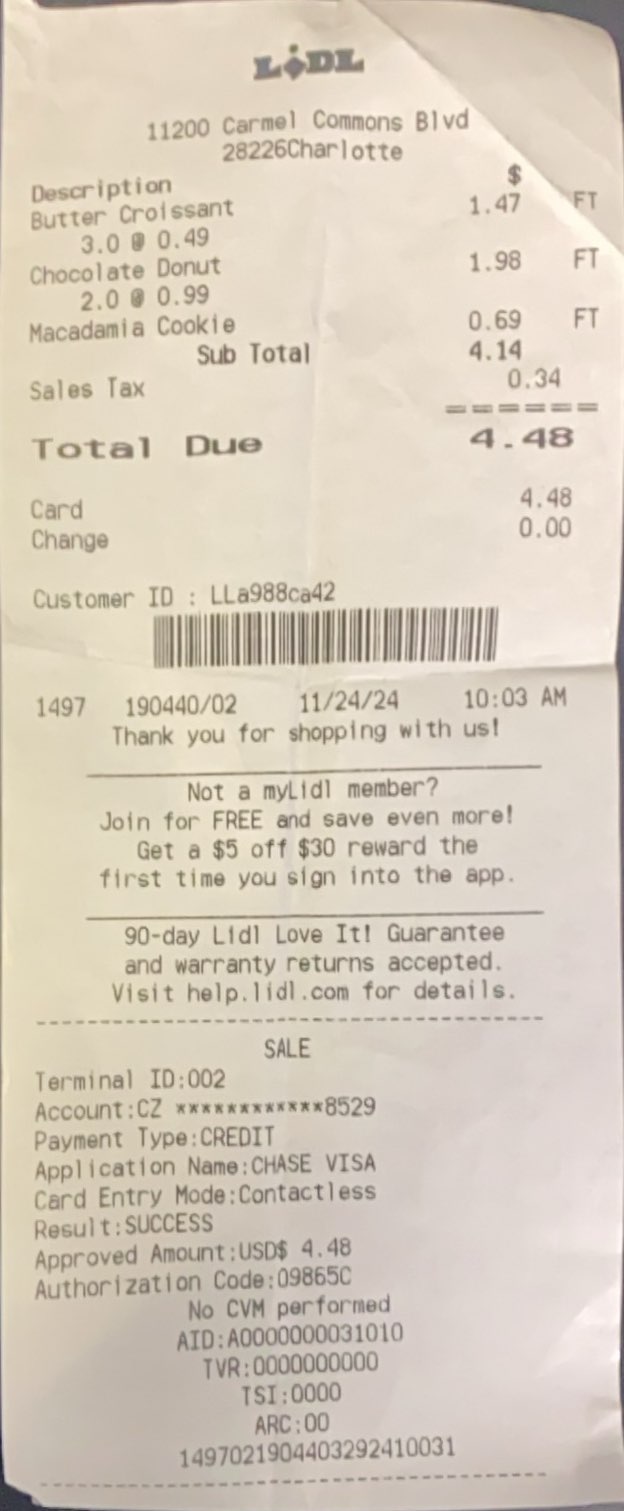 LIDL
11200 Carmel Commons Blvd
28226Charlotte
Description $
Butter Croissant 1.47 FT
3.0 @ 0.49
Chocolate Donut 1.98 FT
2.0 @ 0.99
Macadamia Cookie 0.69 FT
Sub Total 4.14
Sales Tax 0.34
======
Total Due 4.48
Card 4.48
Change 0.00
Customer ID : LLa988ca42
1497 190440/02 11/24/24 10:03 AM
Thank you for shopping with us!
Not a myLidl member?
Join for FREE and save even more!
Get a $5 off $30 reward the
first time you sign into the app.
90-day Lidl Love It! Guarantee
and warranty returns accepted.
Visit help.lidl.com for details.
SALE
Terminal ID:002
Account:CZ ************8529
Payment Type:CREDIT
Application Name:CHASE VISA
Card Entry Mode:Contactless
Result:SUCCESS
Approved Amount:USD$ 4.48
Authorization Code:09865C
No CVM performed
AID:A0000000031010
TVR:0000000000
TSI:0000
ARC:00
1497021904403292410031